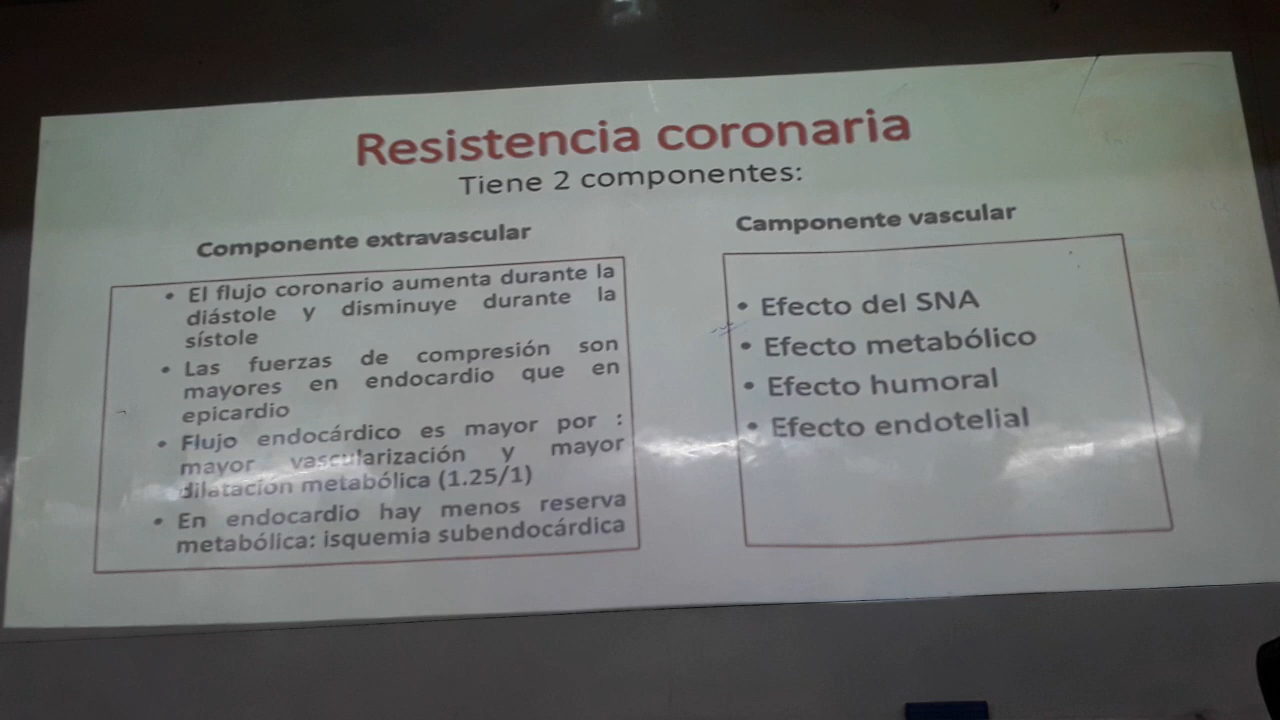 Resistencia coronaria
Tiene 2 componentes:
Componente extravascular
• El flujo coronario aumenta durante la
diástole y disminuye durante la
sístole
• Las fuerzas de compresión son
mayores en endocardio que en
epicardio
• Flujo endocárdico es mayor por :
mayor vascularización y mayor
dilatación metabólica (1.25/1)
• En endocardio hay menos reserva
metabólica: isquemia subendocárdica
Camponente vascular
• Efecto del SNA
• Efecto metabólico
• Efecto humoral
• Efecto endotelial